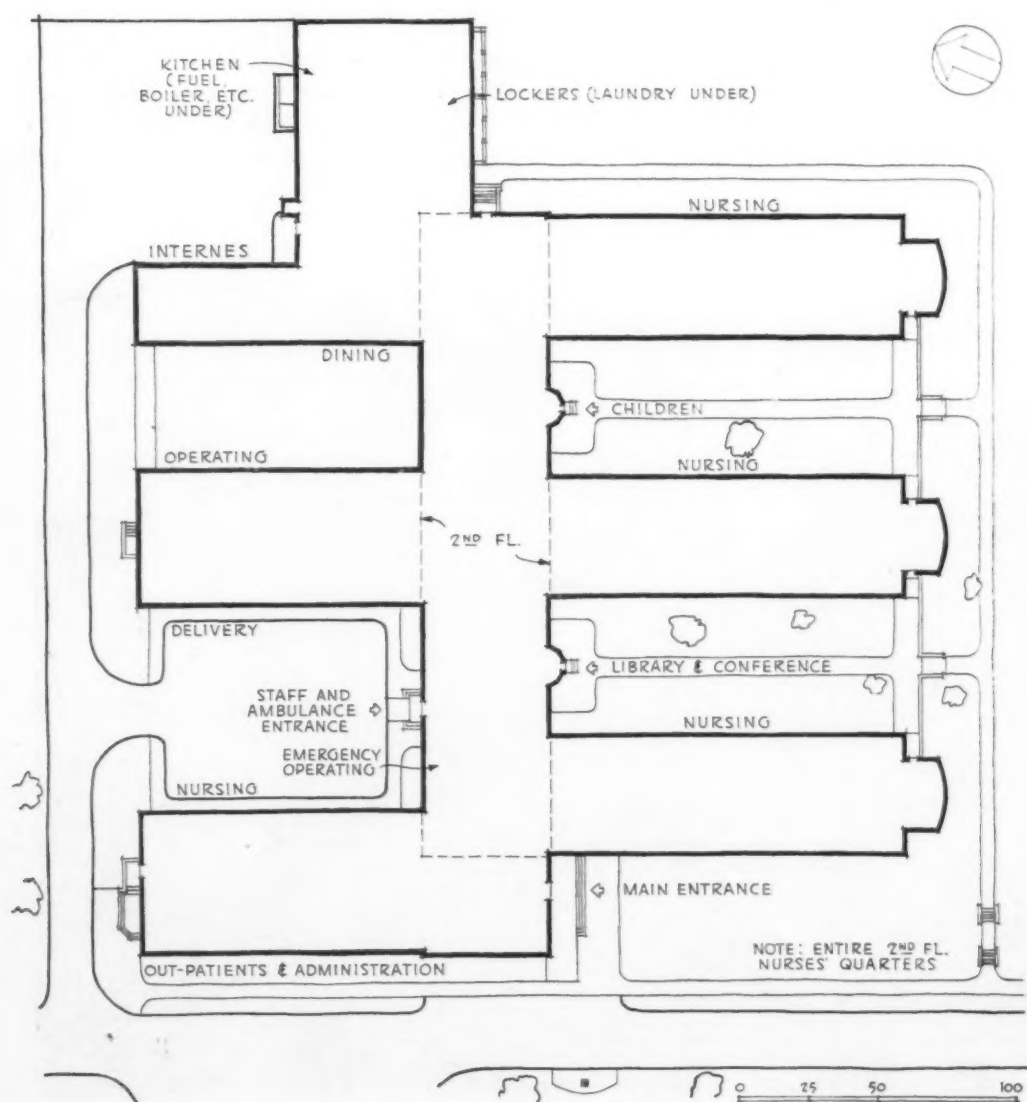 KITCHEN
(FUEL,
BOILER, ETC.
UNDER)
LOCKERS (LAUNDRY UNDER)
NURSING
INTERNES
DINING
CHILDREN
OPERATING
NURSING
2ND FL.
DELIVERY
LIBRARY & CONFERENCE
STAFF AND
AMBULANCE
ENTRANCE
NURSING
EMERGENCY
OPERATING
NURSING
MAIN ENTRANCE
NOTE: ENTIRE 2ND FL.
NURSES' QUARTERS
OUT-PATIENTS & ADMINISTRATION
0 25 50 100